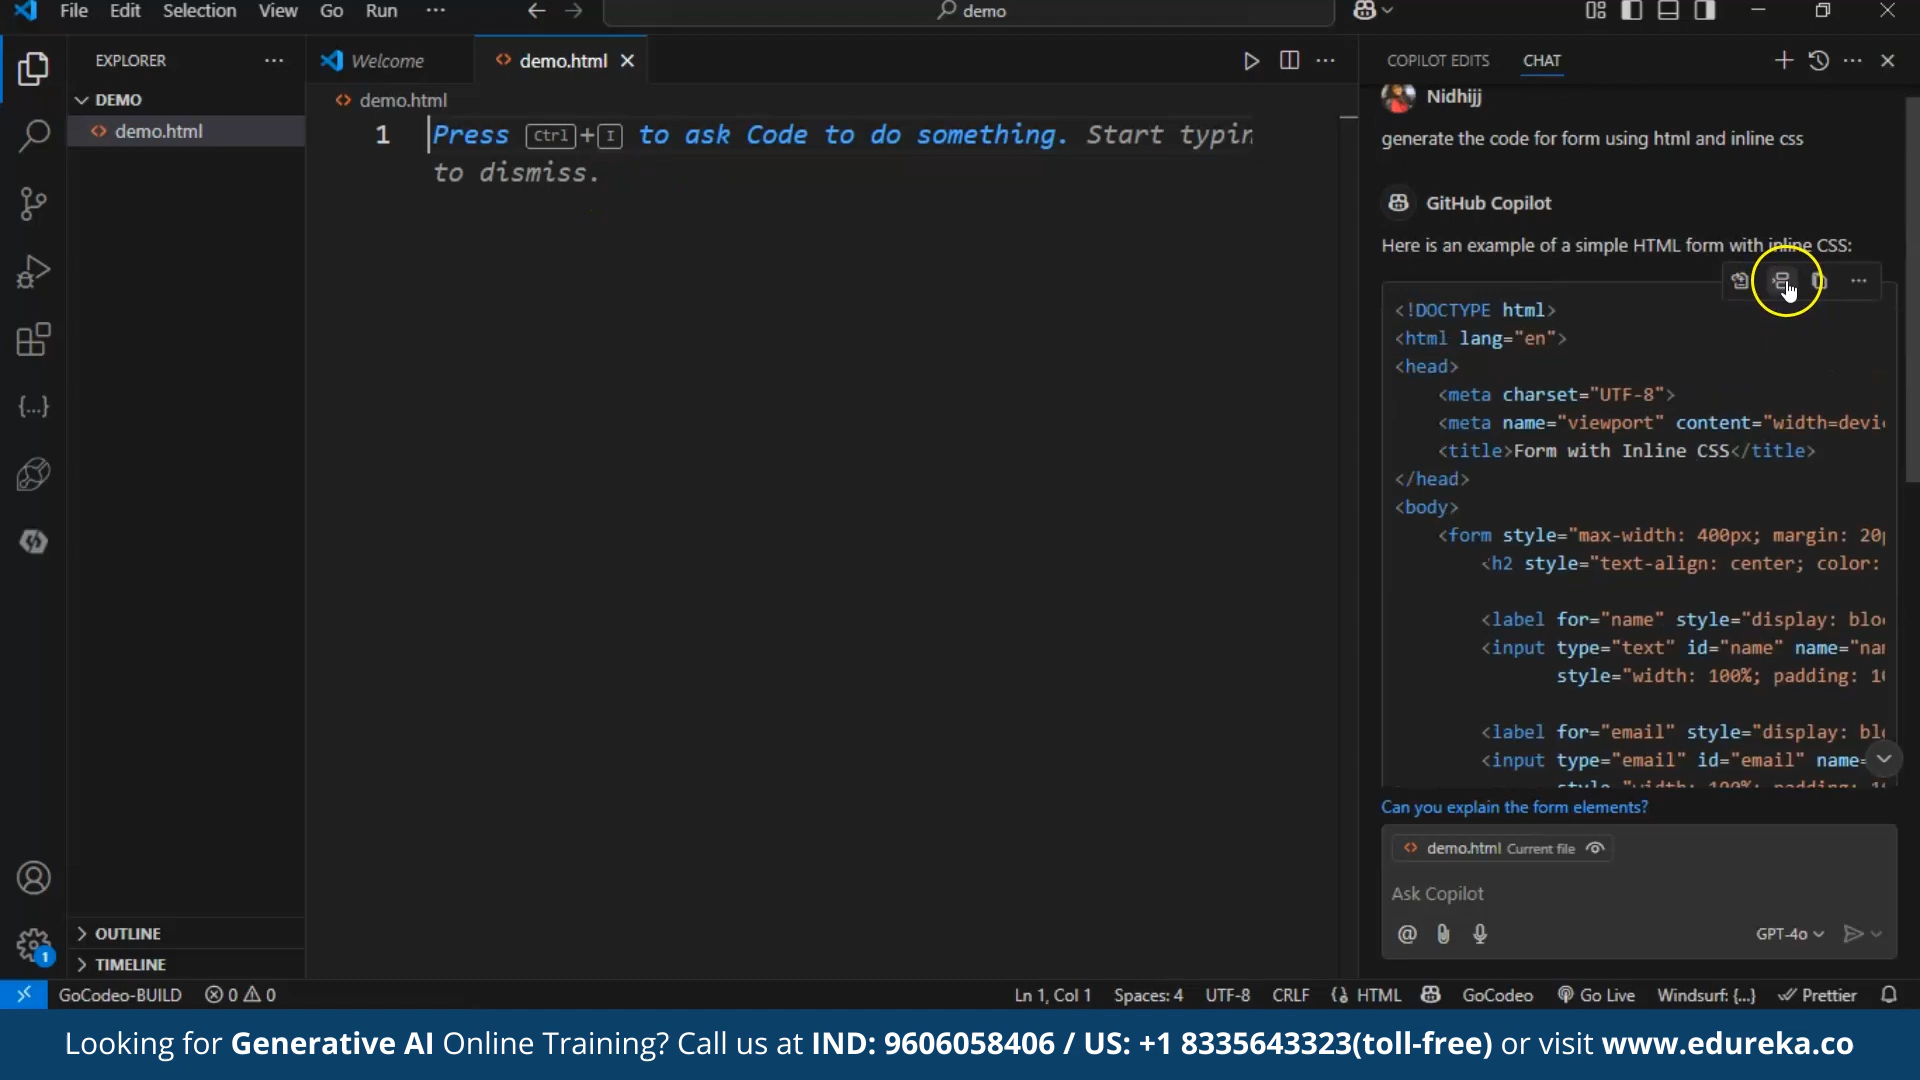 File Edit Selection View Go Run ··· demo
EXPLORER ···
DEMO
demo.html
OUTLINE
TIMELINE
Welcome
demo.html
demo.html
1 Press Ctrl+I to ask Code to do something. Start typin
to dismiss.
COPILOT EDITS CHAT
Nidhijj
generate the code for form using html and inline css
GitHub Copilot
Here is an example of a simple HTML form with inline CSS:
<!DOCTYPE html>
<html lang="en">
<head>
<meta charset="UTF-8">
<meta name="viewport" content="width=devi
<title>Form with Inline CSS</title>
</head>
<body>
<form style="max-width: 400px; margin: 20p
<h2 style="text-align: center; color:
<label for="name" style="display: blo
<input type="text" id="name" name="na
style="width: 100%; padding: 1
<label for="email" style="display: bl
<input type="email" id="email" name=
style="width: 100%; padding: 1
Can you explain the form elements?
demo.html Current file
Ask Copilot
@ GPT-4o
GoCodeo-BUILD 0 0 Ln 1, Col 1 Spaces: 4 UTF-8 CRLF HTML GoCodeo Go Live Windsurf: {...} Prettier
1
Looking for Generative AI Online Training? Call us at IND: 9606058406 / US: +1 8335643323(toll-free) or visit www.edureka.co